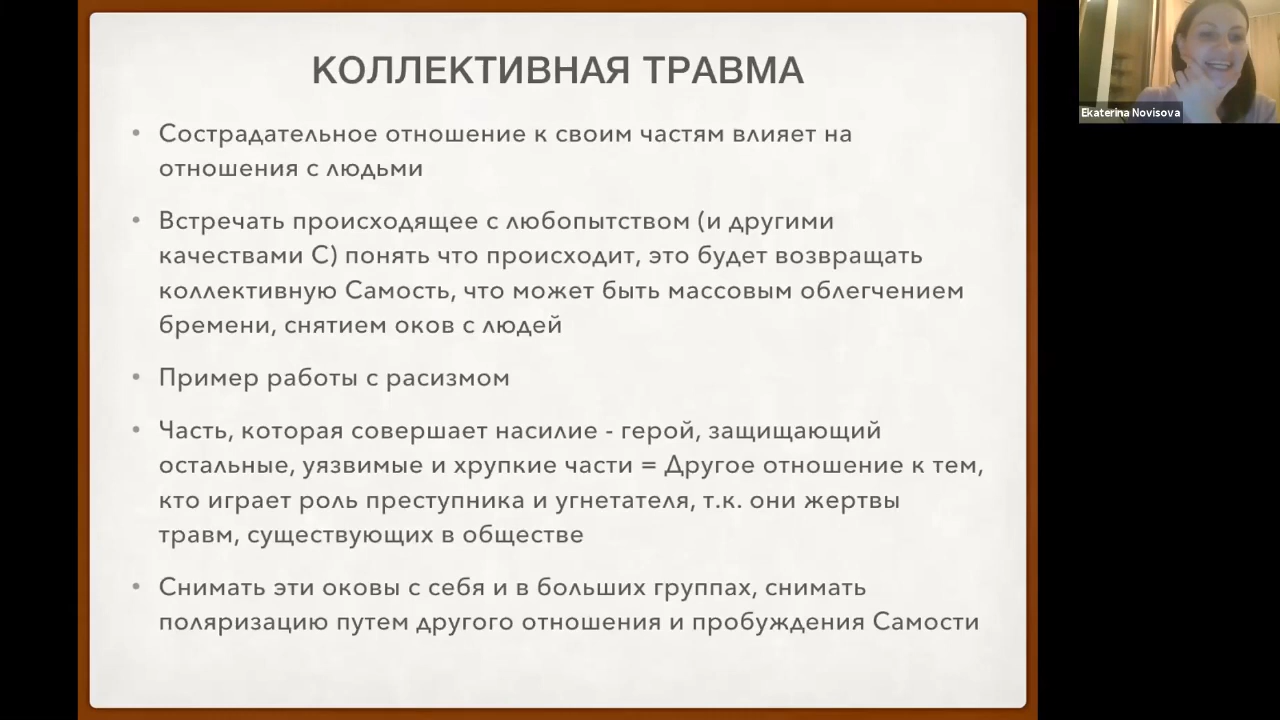 КОЛЛЕКТИВНАЯ ТРАВМА
• Сострадательное отношение к своим частям влияет на
отношения с людьми
• Встречать происходящее с любопытством (и другими
качествами С) понять что происходит, это будет возвращать
коллективную Самость, что может быть массовым облегчением
бремени, снятием оков с людей
• Пример работы с расизмом
• Часть, которая совершает насилие - герой, защищающий
остальные, уязвимые и хрупкие части = Другое отношение к тем,
кто играет роль преступника и угнетателя, т.к. они жертвы
травм, существующих в обществе
• Снимать эти оковы с себя и в больших группах, снимать
поляризацию путем другого отношения и пробуждения Самости
Ekaterina Novisova